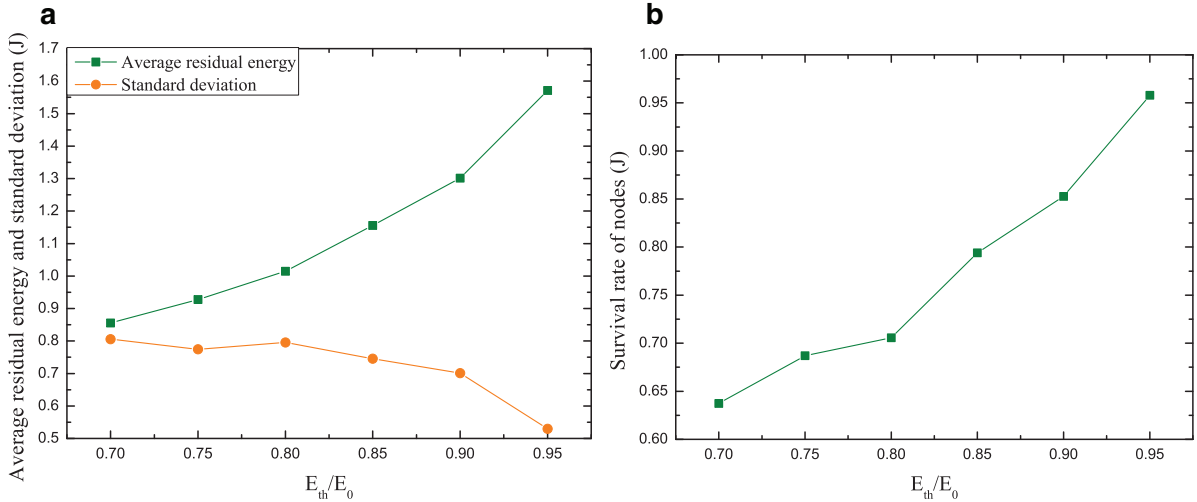 a
Average residual energy and standard deviation (J)
1.7
1.6
1.5
1.4
1.3
1.2
1.1
1.0
0.9
0.8
0.7
0.6
0.5
Average residual energy
Standard deviation
0.70 0.75 0.80 0.85 0.90 0.95
E_th/E_0
b
Survival rate of nodes (J)
1.00
0.95
0.90
0.85
0.80
0.75
0.70
0.65
0.60
0.70 0.75 0.80 0.85 0.90 0.95
E_th/E_0